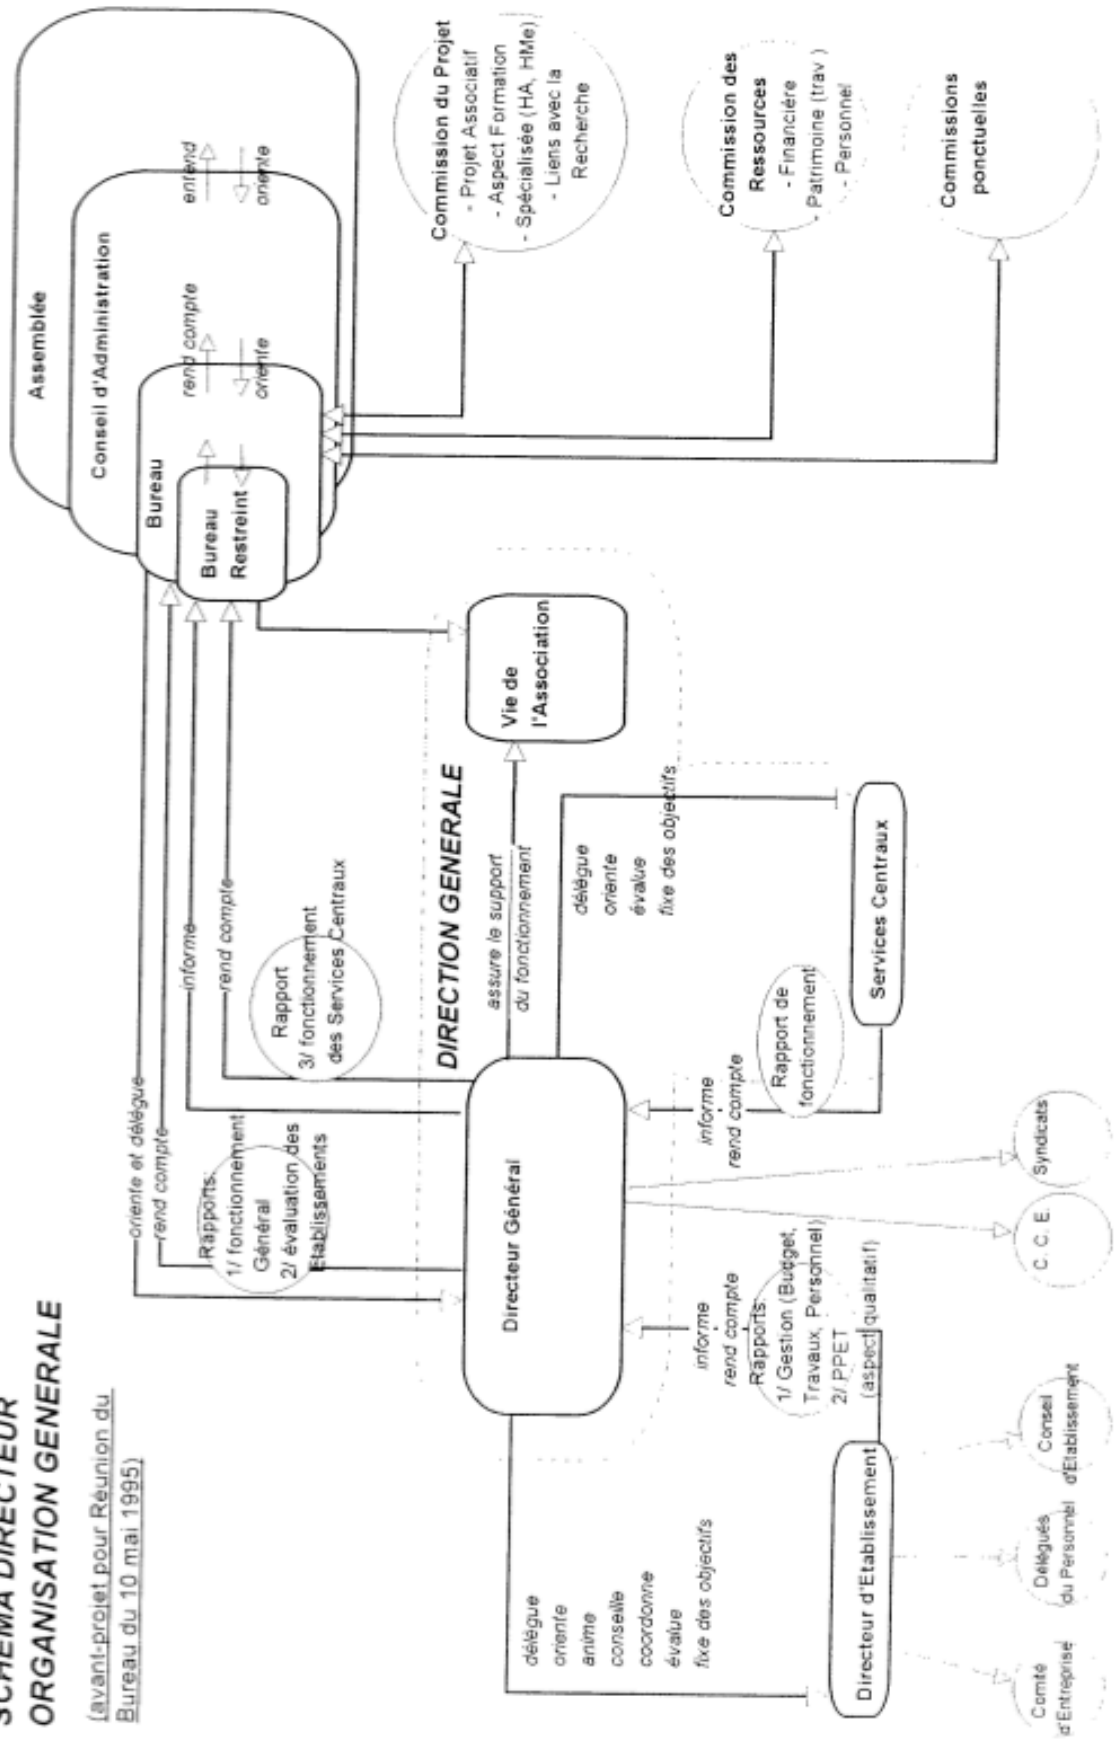 SCHEMA DIRECTEUR
ORGANISATION GENERALE
(avant-projet pour Réunion du
Bureau du 10 mai 1995)
Assemblée
Conseil d'Administration
Bureau
Bureau
Restreint
entend
oriente
rend compte
oriente
Commission du Projet
- Projet Associatif
- Aspect Formation
- Spécialisée (HA, HMe)
- Liens avec la
Recherche
Commission des
Ressources
- Financière
- Patrimoine (trav )
- Personnel
Commissions
ponctuelles
oriente et délégue
rend compte
informe
rend compte
Rapports:
1/ fonctionnement
Général
2/ évaluation des
Etablissements
Rapport
3/ fonctionnement
des Services Centraux
DIRECTION GENERALE
Vie de
l'Association
assure le support
du fonctionnement
Directeur Général
délégue
oriente
évalue
fixe des objectifs
Services Centraux
informe
rend compte
Rapport de
fonctionnement
délégue
oriente
anime
conseille
coordonne
évalue
fixe des objectifs
informe
rend compte
Rapports:
1/ Gestion (Budget,
Travaux, Personnel)
2/ PPET
(aspect qualitatif)
Directeur d'Etablissement
Syndicats
C. C. E.
Conseil
d'Etablissement
Délégués
du Personnel
Comité
d'Entreprise